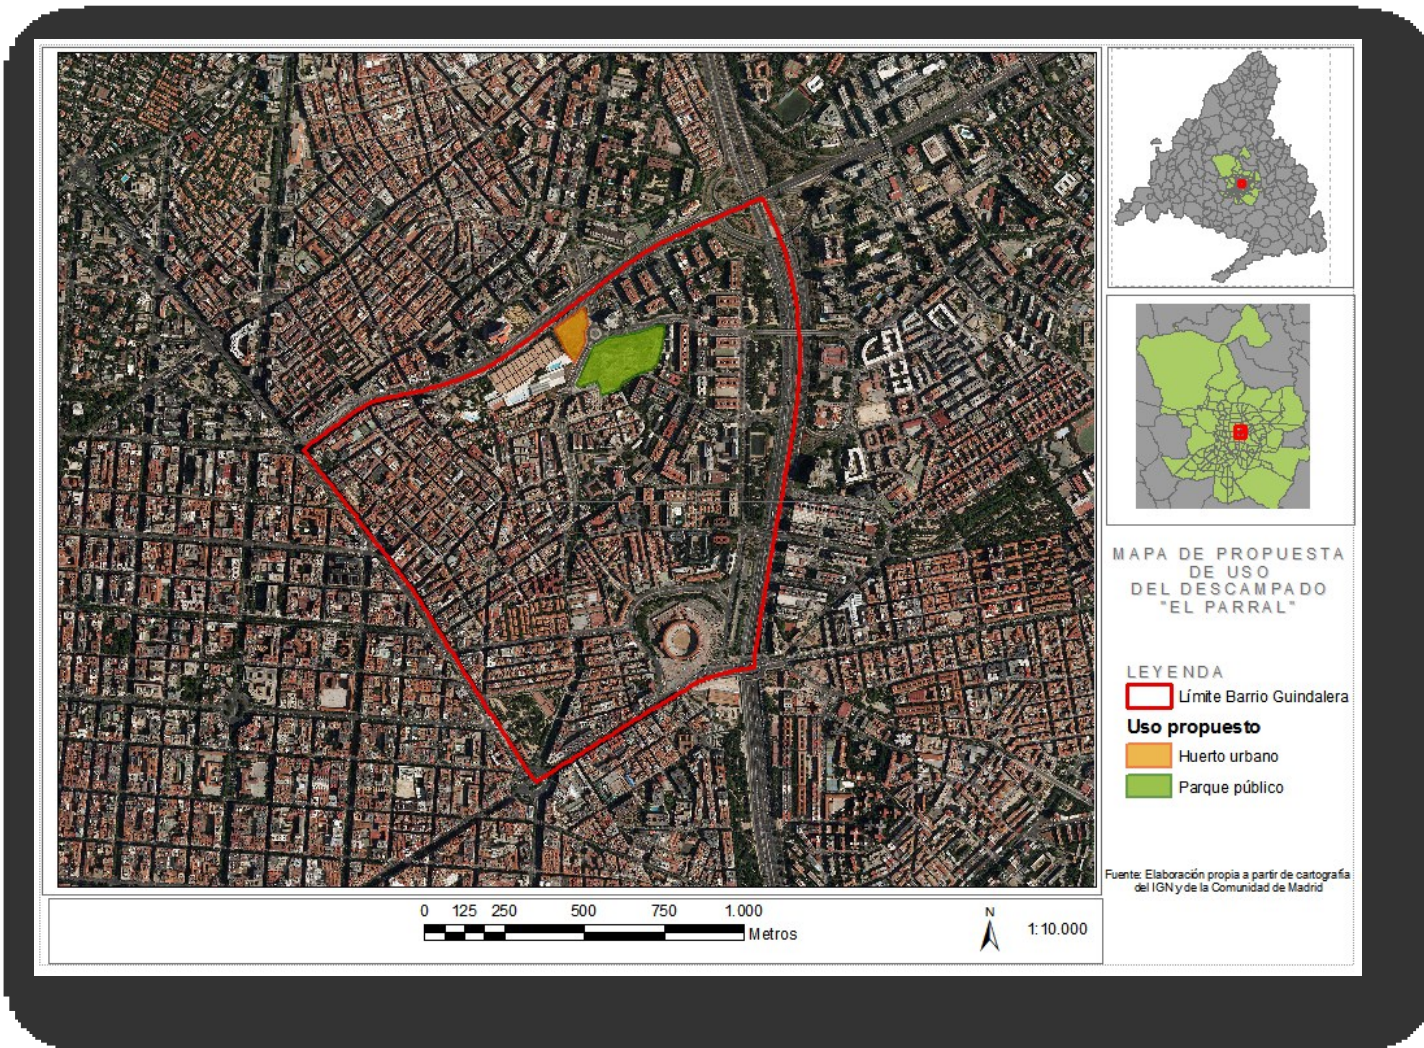 MAPA DE PROPUESTA
DE USO
DEL DESCAMPADO
"EL PARRAL"
LEYENDA
Límite Barrio Guindalera
Uso propuesto
Huerto urbano
Parque público
Fuente: Elaboración propia a partir de cartografía
del IGN y de la Comunidad de Madrid
0 125 250 500 750 1.000
Metros
N
1:10.000